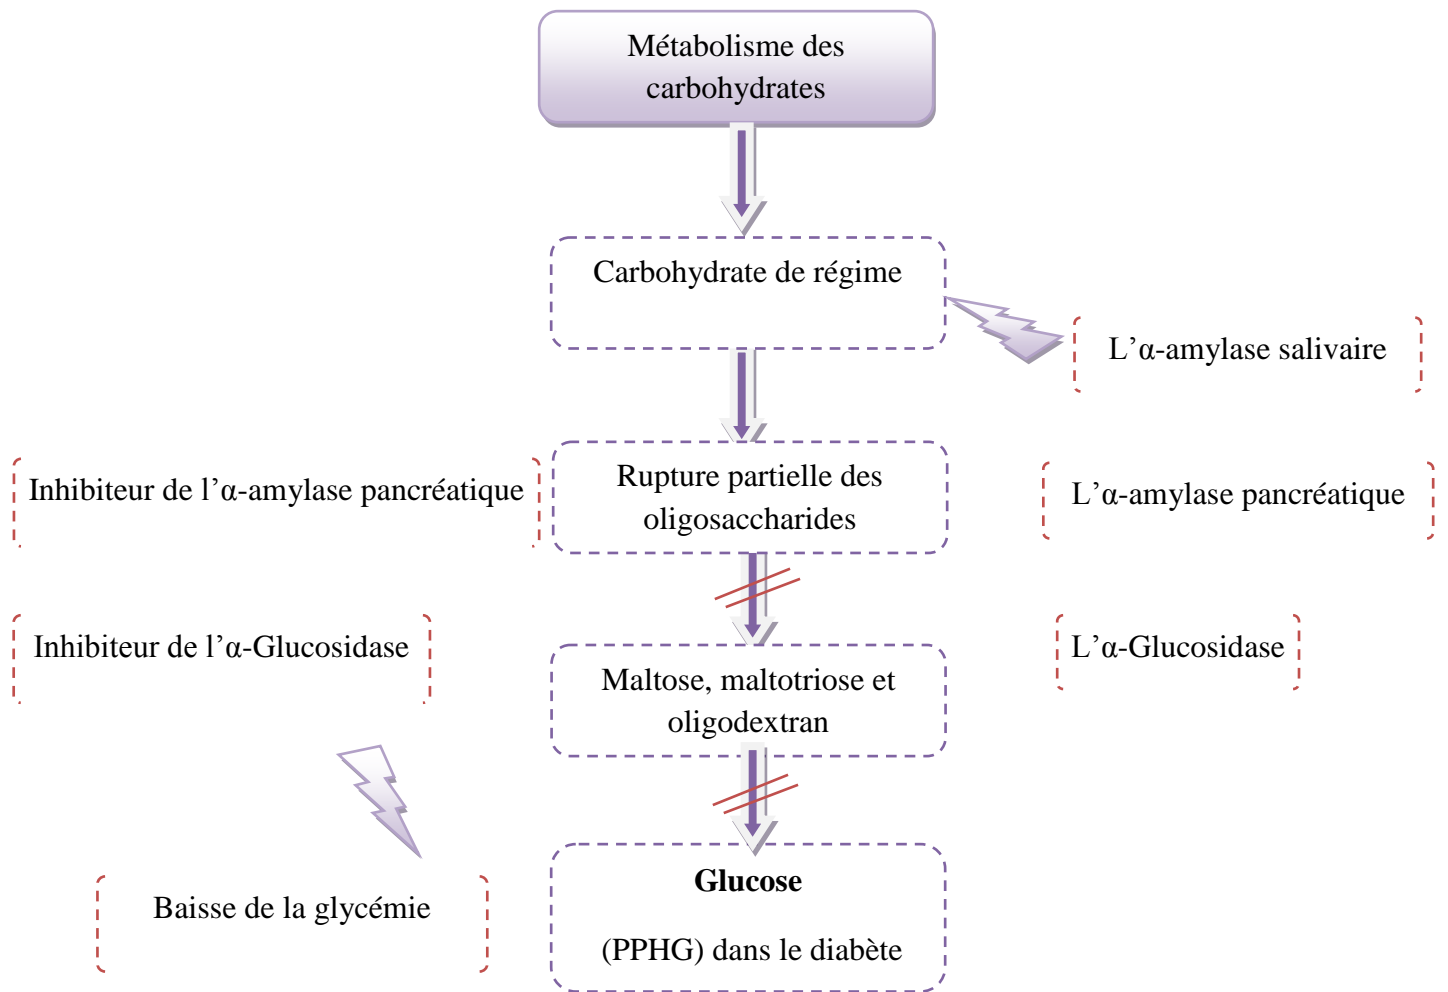 Métabolisme des
carbohydrates
Carbohydrate de régime
L’α-amylase salivaire
Inhibiteur de l’α-amylase pancréatique
Rupture partielle des
oligosaccharides
L’α-amylase pancréatique
Inhibiteur de l’α-Glucosidase
L’α-Glucosidase
Maltose, maltotriose et
oligodextran
Baisse de la glycémie
Glucose
(PPHG) dans le diabète